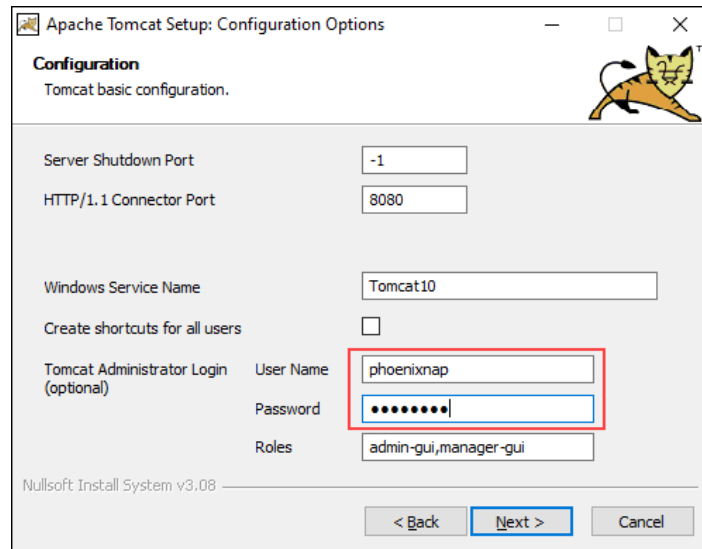 Apache Tomcat Setup: Configuration Options
Configuration
Tomcat basic configuration.
TM
Server Shutdown Port -1
HTTP/1.1 Connector Port 8080
Windows Service Name Tomcat10
Create shortcuts for all users
Tomcat Administrator Login User Name phoenixnap
(optional)
Password ●●●●●●●●
Roles admin-gui,manager-gui
Nullsoft Install System v3.08
< Back Next > Cancel